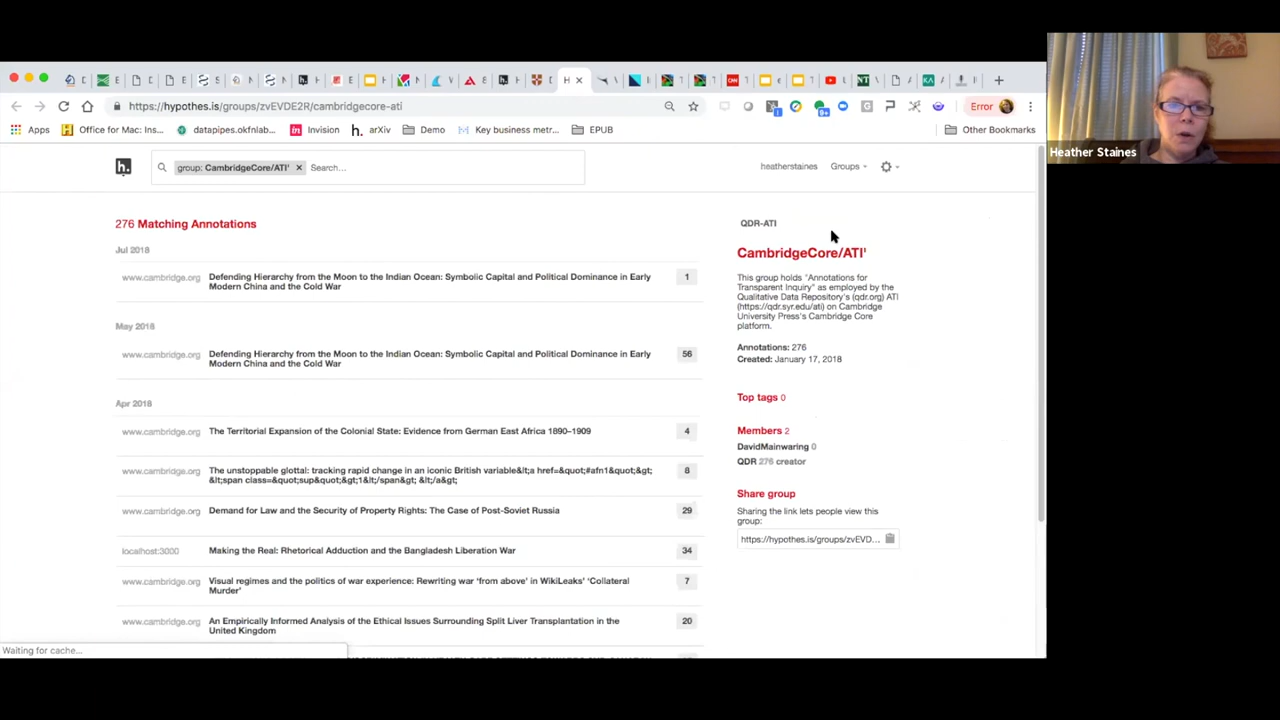 https://hypothes.is/groups/zvEVDE2R/cambridgecore-ati
Error
Apps
Office for Mac: Ins...
datapipes.okfnlab...
Invision
arXiv
Demo
Key business metr...
EPUB
Other Bookmarks
Heather Staines
h.
group: CambridgeCore/ATI' ×
Search...
heatherstaines
Groups
276 Matching Annotations
Jul 2018
www.cambridge.org
Defending Hierarchy from the Moon to the Indian Ocean: Symbolic Capital and Political Dominance in Early
Modern China and the Cold War
1
May 2018
www.cambridge.org
Defending Hierarchy from the Moon to the Indian Ocean: Symbolic Capital and Political Dominance in Early
Modern China and the Cold War
56
Apr 2018
www.cambridge.org
The Territorial Expansion of the Colonial State: Evidence from German East Africa 1890–1909
4
www.cambridge.org
The unstoppable glottal: tracking rapid change in an iconic British variable&lt;a href=&quot;#afn1&quot;&gt;
&lt;span class=&quot;sup&quot;&gt;1&lt;/span&gt; &lt;/a&gt;
8
www.cambridge.org
Demand for Law and the Security of Property Rights: The Case of Post-Soviet Russia
29
localhost:3000
Making the Real: Rhetorical Adduction and the Bangladesh Liberation War
34
www.cambridge.org
Visual regimes and the politics of war experience: Rewriting war ‘from above’ in WikiLeaks’ ‘Collateral
Murder’
7
www.cambridge.org
An Empirically Informed Analysis of the Ethical Issues Surrounding Split Liver Transplantation in the
United Kingdom
20
QDR-ATI
CambridgeCore/ATI'
This group holds "Annotations for
Transparent Inquiry" as employed by the
Qualitative Data Repository's (qdr.org) ATI
(https://qdr.syr.edu/ati) on Cambridge
University Press's Cambridge Core
platform.
Annotations: 276
Created: January 17, 2018
Top tags 0
Members 2
DavidMainwaring 0
QDR 276 creator
Share group
Sharing the link lets people view this
group:
https://hypothes.is/groups/zvEVD...
Waiting for cache...